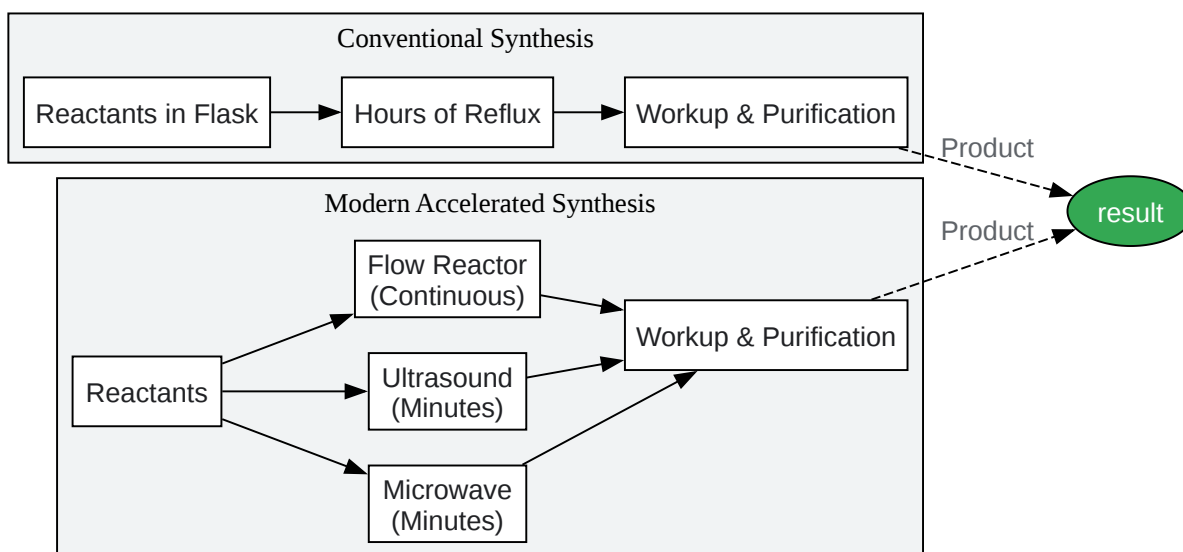 Conventional Synthesis
Reactants in Flask
Hours of Reflux
Workup & Purification
Product
result
Product
Modern Accelerated Synthesis
Flow Reactor
(Continuous)
Workup & Purification
Reactants
Ultrasound
(Minutes)
Microwave
(Minutes)